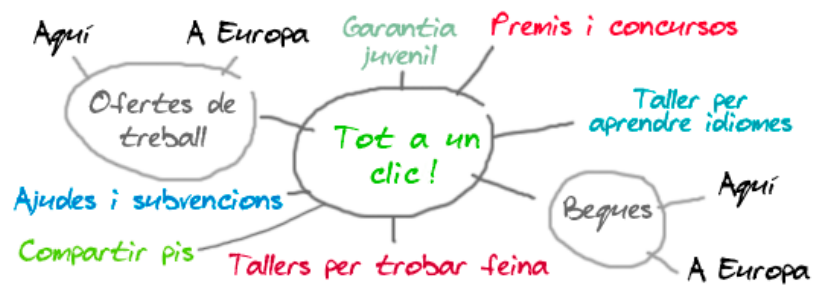 Aquí
A Europa
Garantia
juvenil
Premis i concursos
Ofertes de
treball
Tot a un
clic!
Taller per
aprendre idiomes
Ajudes i subvencions
Compartir pis
Tallers per trobar feina
Beques
Aquí
A Europa